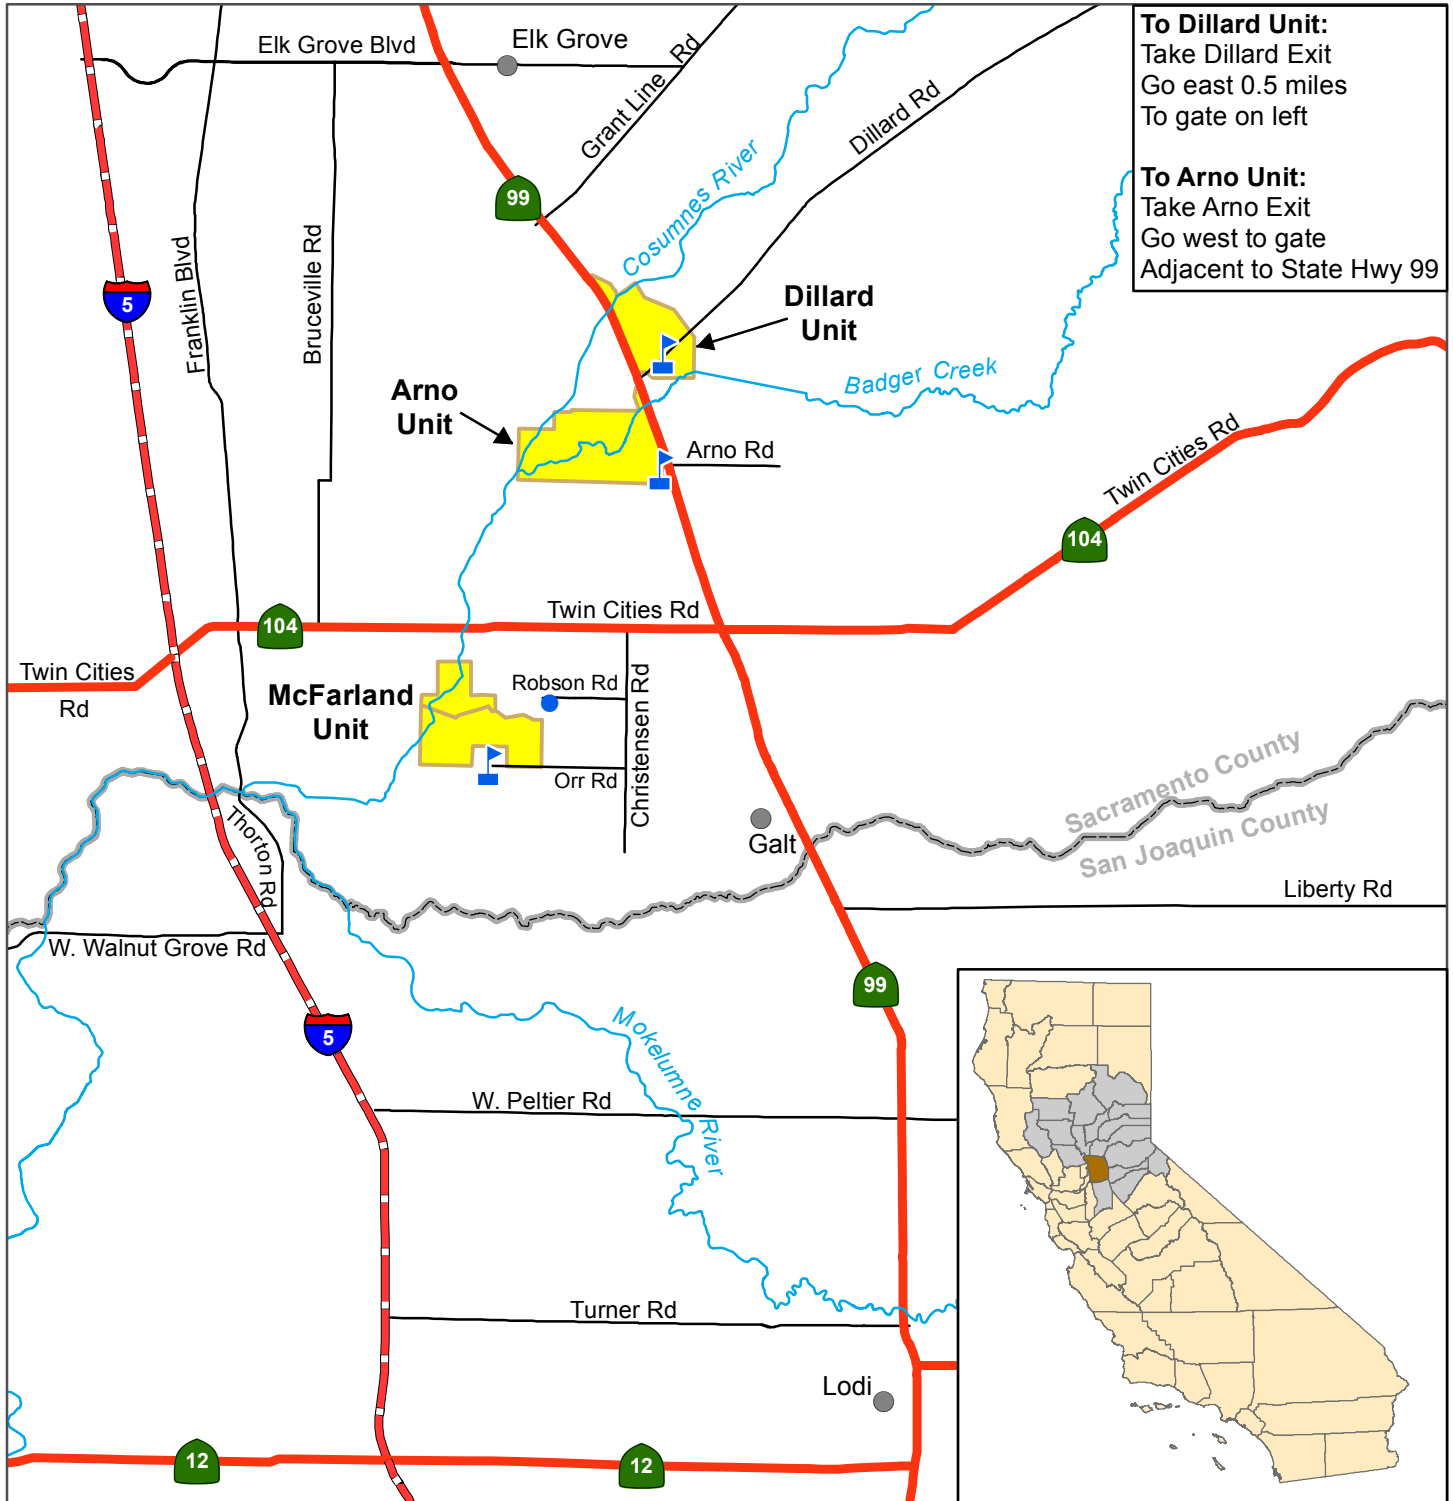 To Dillard Unit:
Take Dillard Exit
Go east 0.5 miles
To gate on left
To Arno Unit:
Take Arno Exit
Go west to gate
Adjacent to State Hwy 99
Elk Grove Blvd
Elk Grove
Grant Line Rd
Dillard Rd
99
Cosumnes River
Franklin Blvd
Bruceville Rd
5
Dillard
Unit
Badger Creek
Arno
Unit
Arno Rd
Twin Cities Rd
104
104
Twin Cities Rd
Twin Cities
Rd
McFarland
Unit
Robson Rd
Christensen Rd
Orr Rd
Sacramento County
San Joaquin County
Galt
Thorton Rd
Liberty Rd
W. Walnut Grove Rd
99
5
Mokelumne River
W. Peltier Rd
Turner Rd
Lodi
12
12